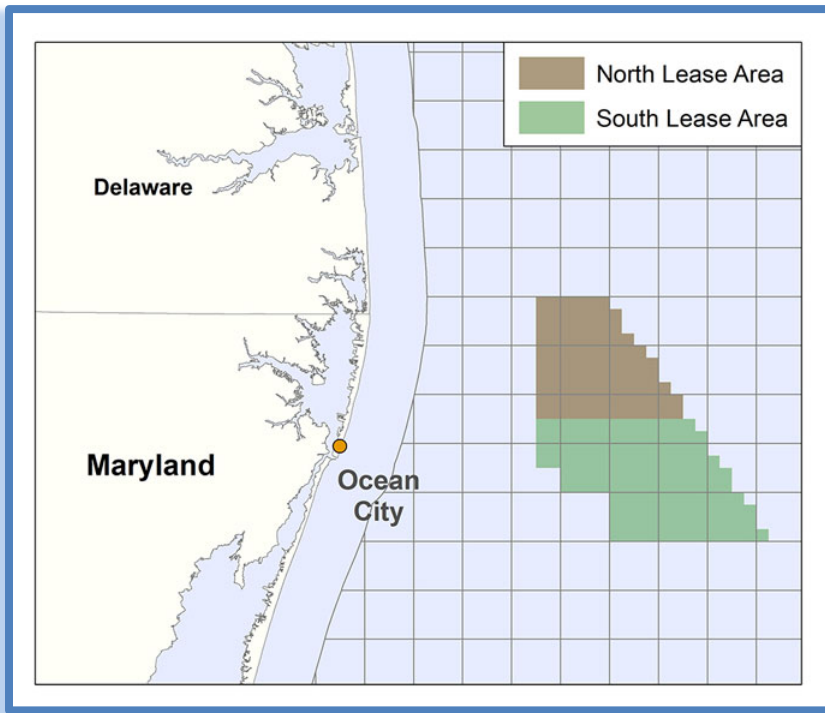 North Lease Area
South Lease Area
Delaware
Maryland
Ocean
City